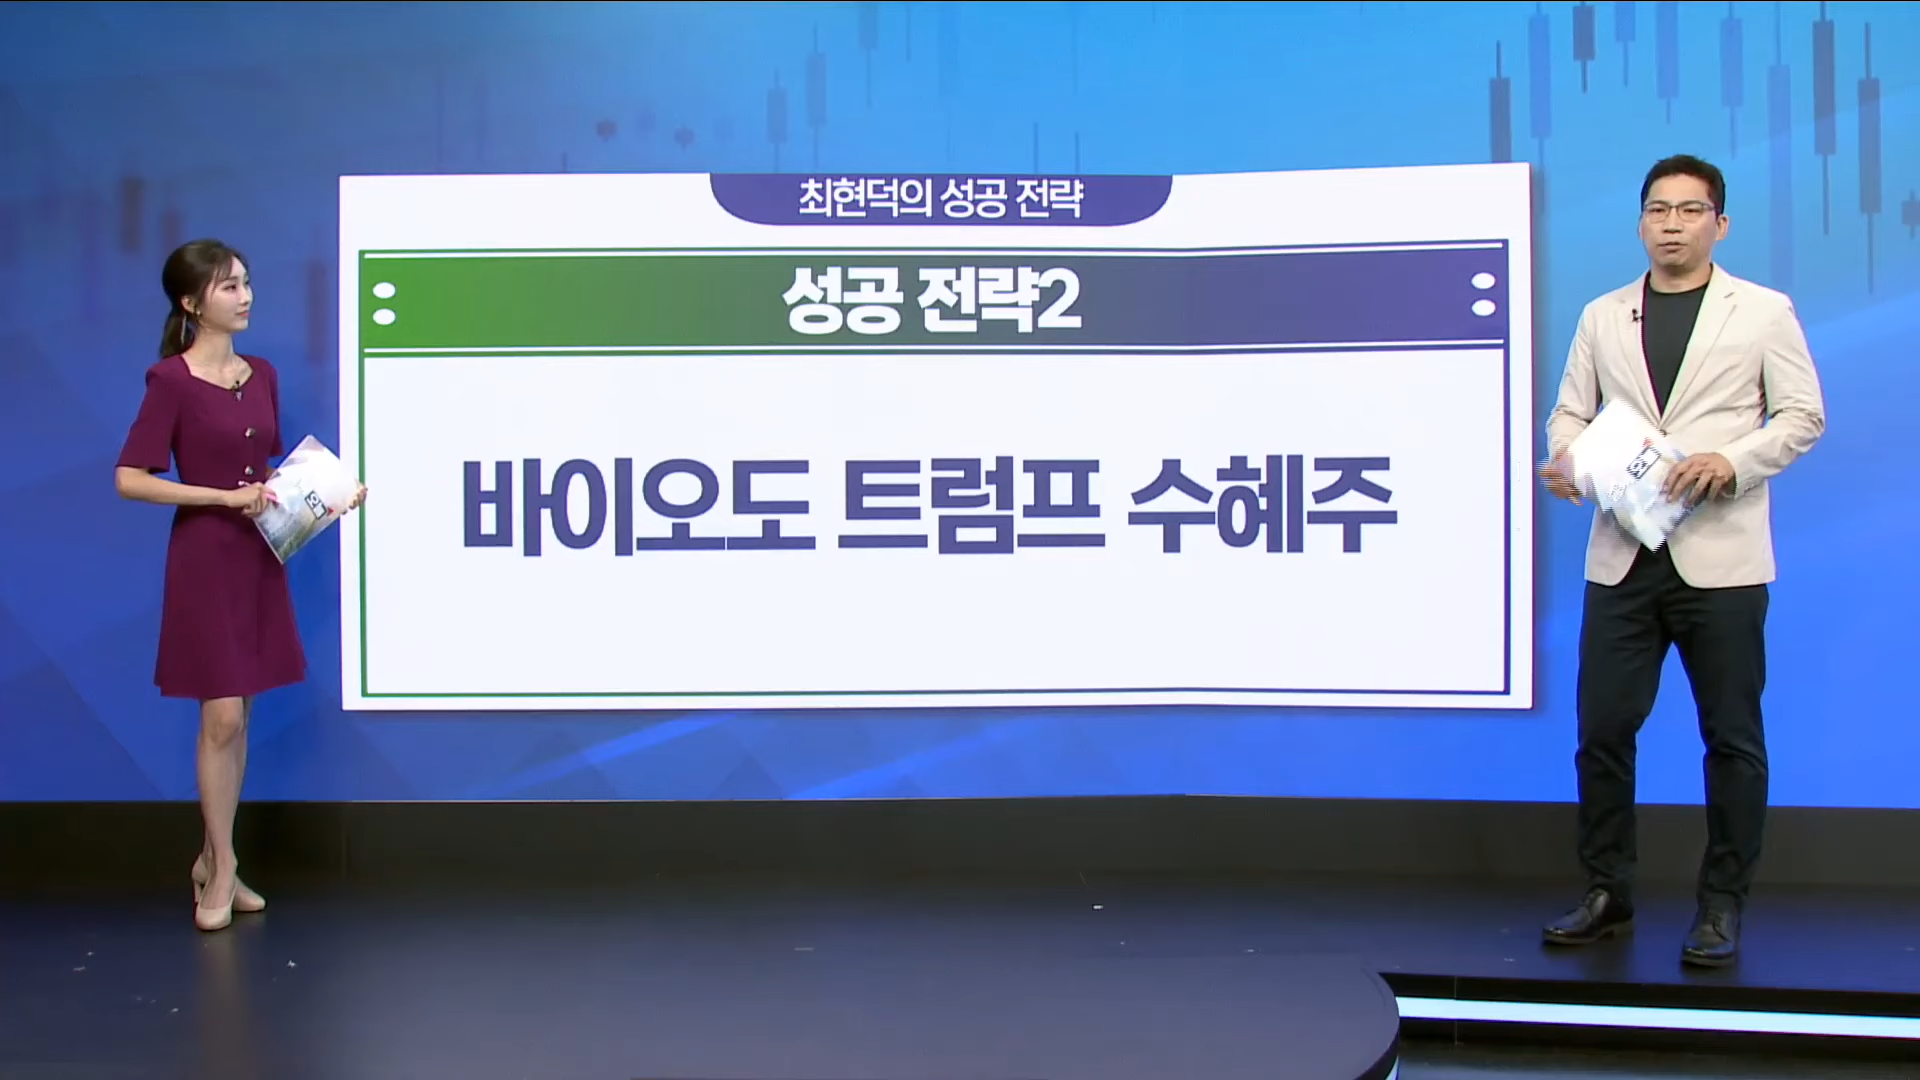 최현덕의 성공 전략
성공 전략2
바이오도 트럼프 수혜주